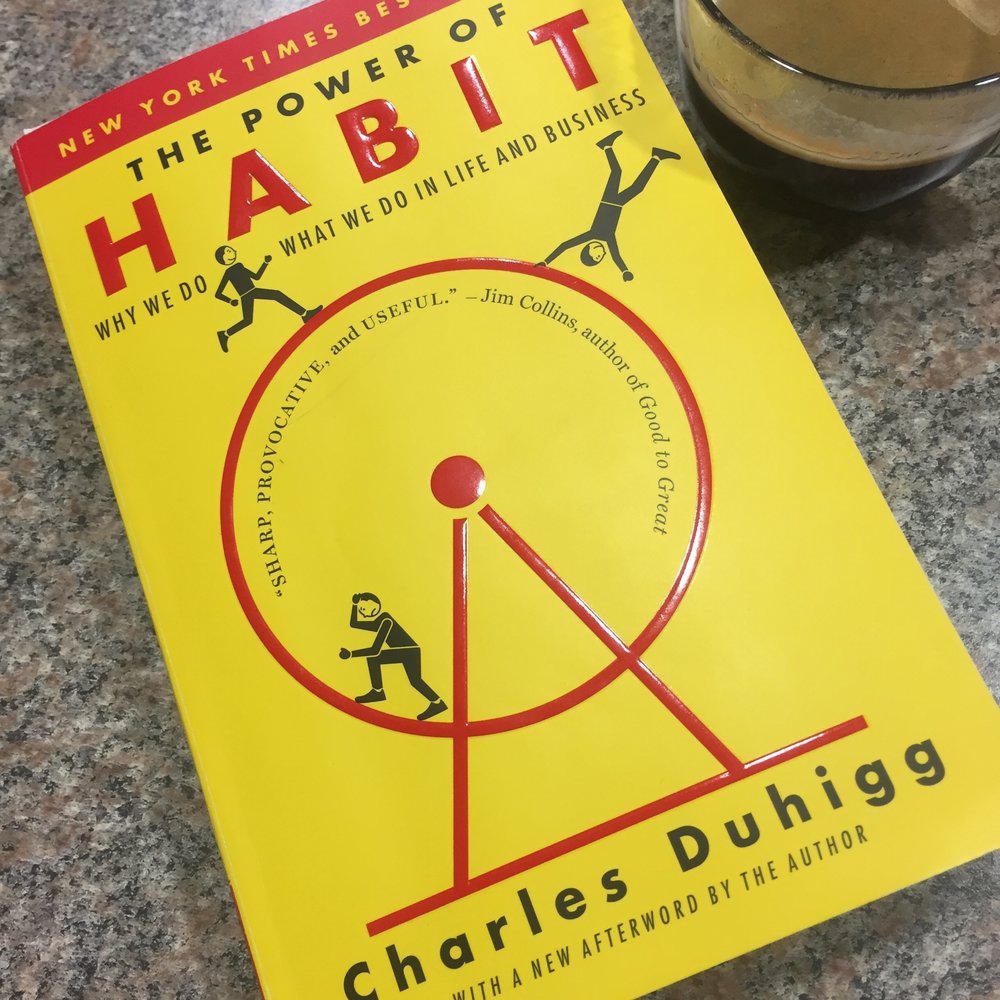 NEW YORK TIMES BES
THE POWER OF
HABIT
WHY WE DO WHAT WE DO IN LIFE AND BUSINESS
“SHARP, PROVOCATIVE, and USEFUL.” – Jim Collins, author of Good to Great
Charles Duhigg
WITH A NEW AFTERWORD BY THE AUTHOR